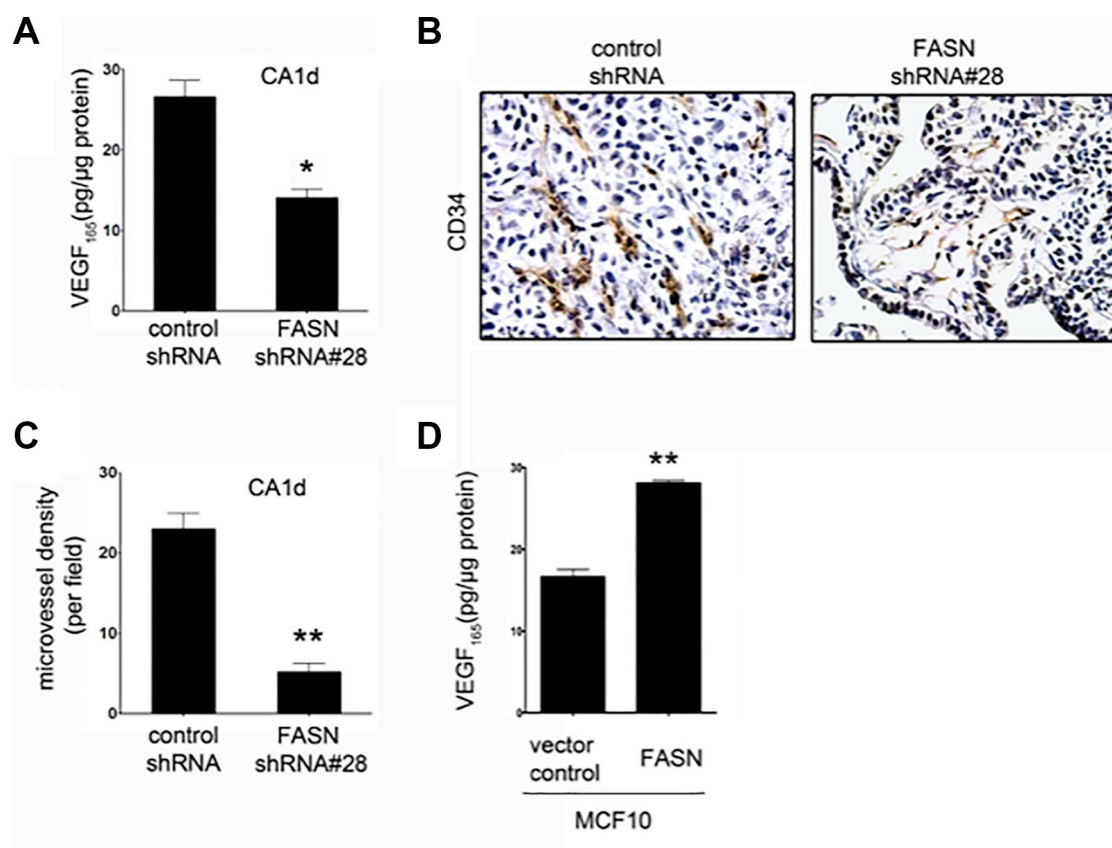 A
30
20
10
0
VEGF165(pg/µg protein)
CA1d
*
control
shRNA
FASN
shRNA#28
B
control
shRNA
FASN
shRNA#28
CD34
C
30
20
10
0
microvessel density
(per field)
CA1d
**
control
shRNA
FASN
shRNA#28
D
30
20
10
0
VEGF165(pg/µg protein)
**
vector
control
FASN
MCF10